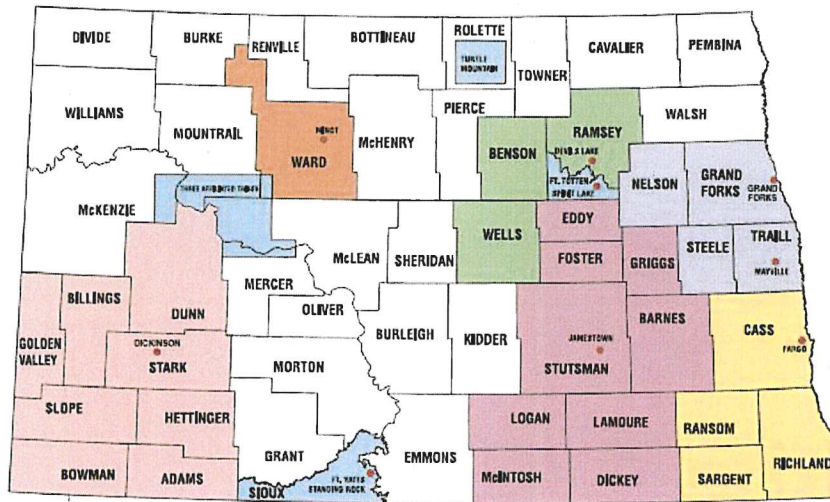 DIVIDE
BURKE
RENVILLE
BOTTINEAU
ROLETTE
TURTLE
MOUNTAIN
TOWNER
CAVALIER
PEMBINA
WILLIAMS
MOUNTRAIL
MINOT
WARD
McHENRY
PIERCE
BENSON
RAMSEY
DEVILS LAKE
WALSH
FT. TOTTEN
SPIRIT LAKE
NELSON
GRAND
FORKS
GRAND
FORKS
McKENZIE
THREE AFFILIATED TRIBES
McLEAN
SHERIDAN
WELLS
EDDY
FOSTER
GRIGGS
STEELE
TRAILL
MAYVILLE
BILLINGS
DUNN
MERCER
OLIVER
BURLEIGH
KIDDER
JAMESTOWN
STUTSMAN
BARNES
CASS
FARGO
GOLDEN
VALLEY
DICKINSON
STARK
MORTON
SLOPE
HETTINGER
GRANT
EMMONS
LOGAN
LAMOURE
RANSOM
RICHLAND
BOWMAN
ADAMS
SIOUX
FT. YATES
STANDING ROCK
McINTOSH
DICKEY
SARGENT